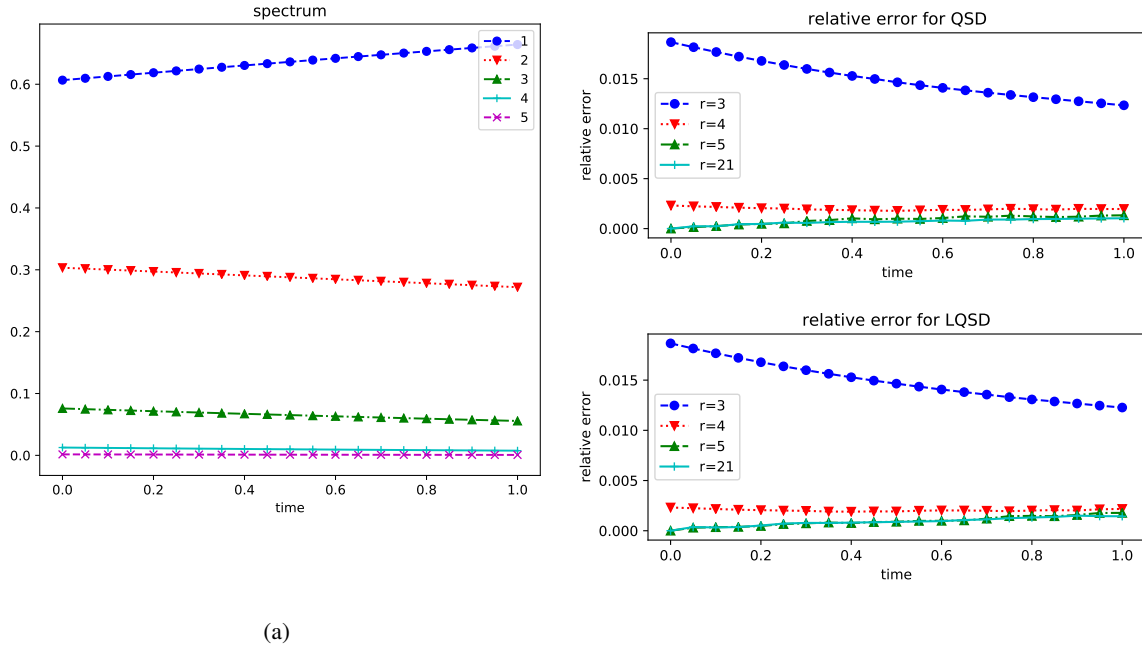 spectrum
1
2
3
4
5
0.6
0.5
0.4
0.3
0.2
0.1
0.0
0.0 0.2 0.4 0.6 0.8 1.0
time
(a)
relative error for QSD
relative error
0.015
0.010
0.005
0.000
r=3
r=4
r=5
r=21
0.0 0.2 0.4 0.6 0.8 1.0
time
relative error for LQSD
relative error
0.015
0.010
0.005
0.000
r=3
r=4
r=5
r=21
0.0 0.2 0.4 0.6 0.8 1.0
time